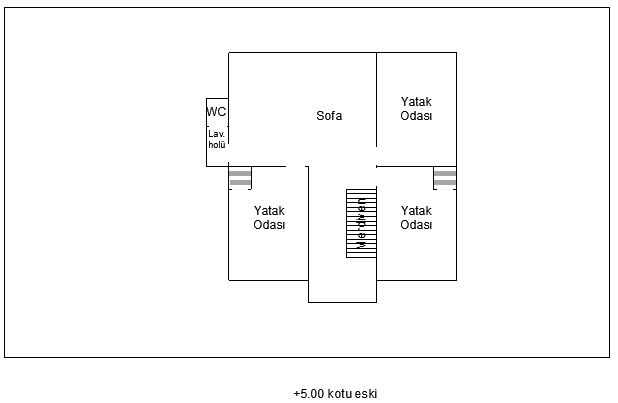 WC
Lav.
holü
Sofa
Yatak
Odası
Yatak
Odası
Merdiven
Yatak
Odası
+5.00 kotu eski